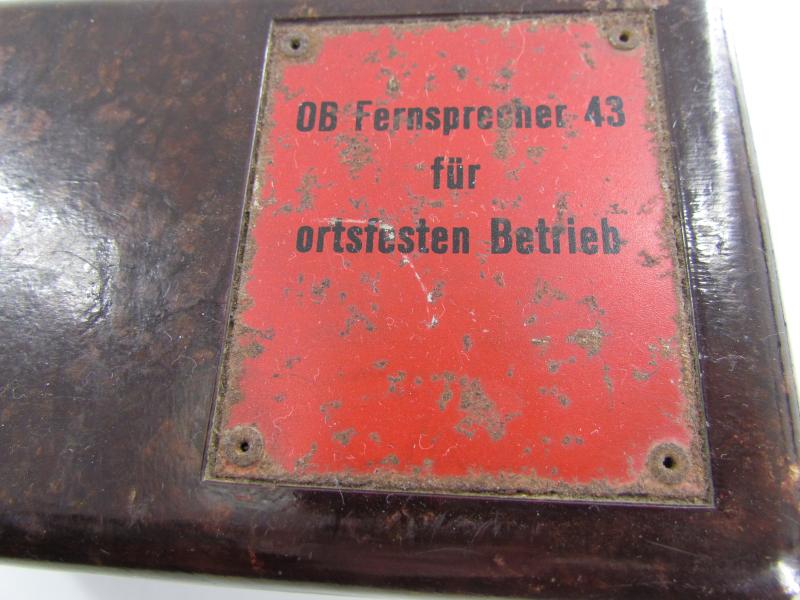 OB Fernsprecher 43
für
ortsfesten Betrieb